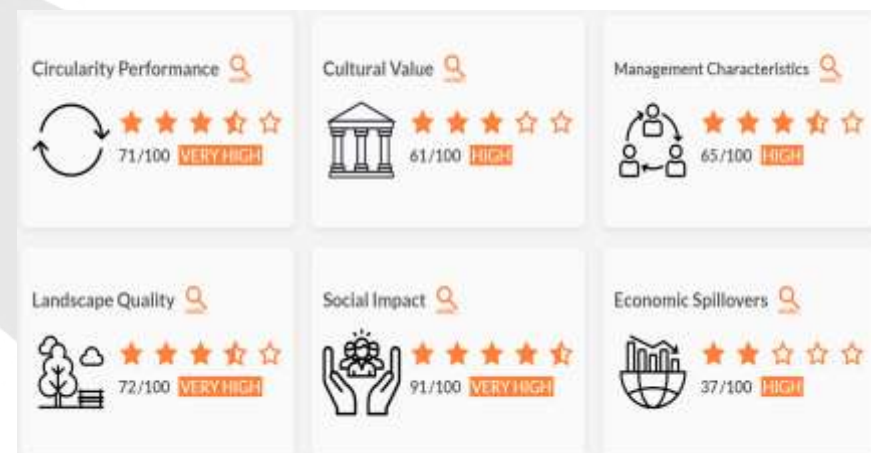 Circularity Performance
71/100 VERY HIGH
Cultural Value
61/100 HIGH
Management Characteristics
65/100 HIGH
Landscape Quality
72/100 VERY HIGH
Social Impact
91/100 VERY HIGH
Economic Spillovers
37/100 HIGH